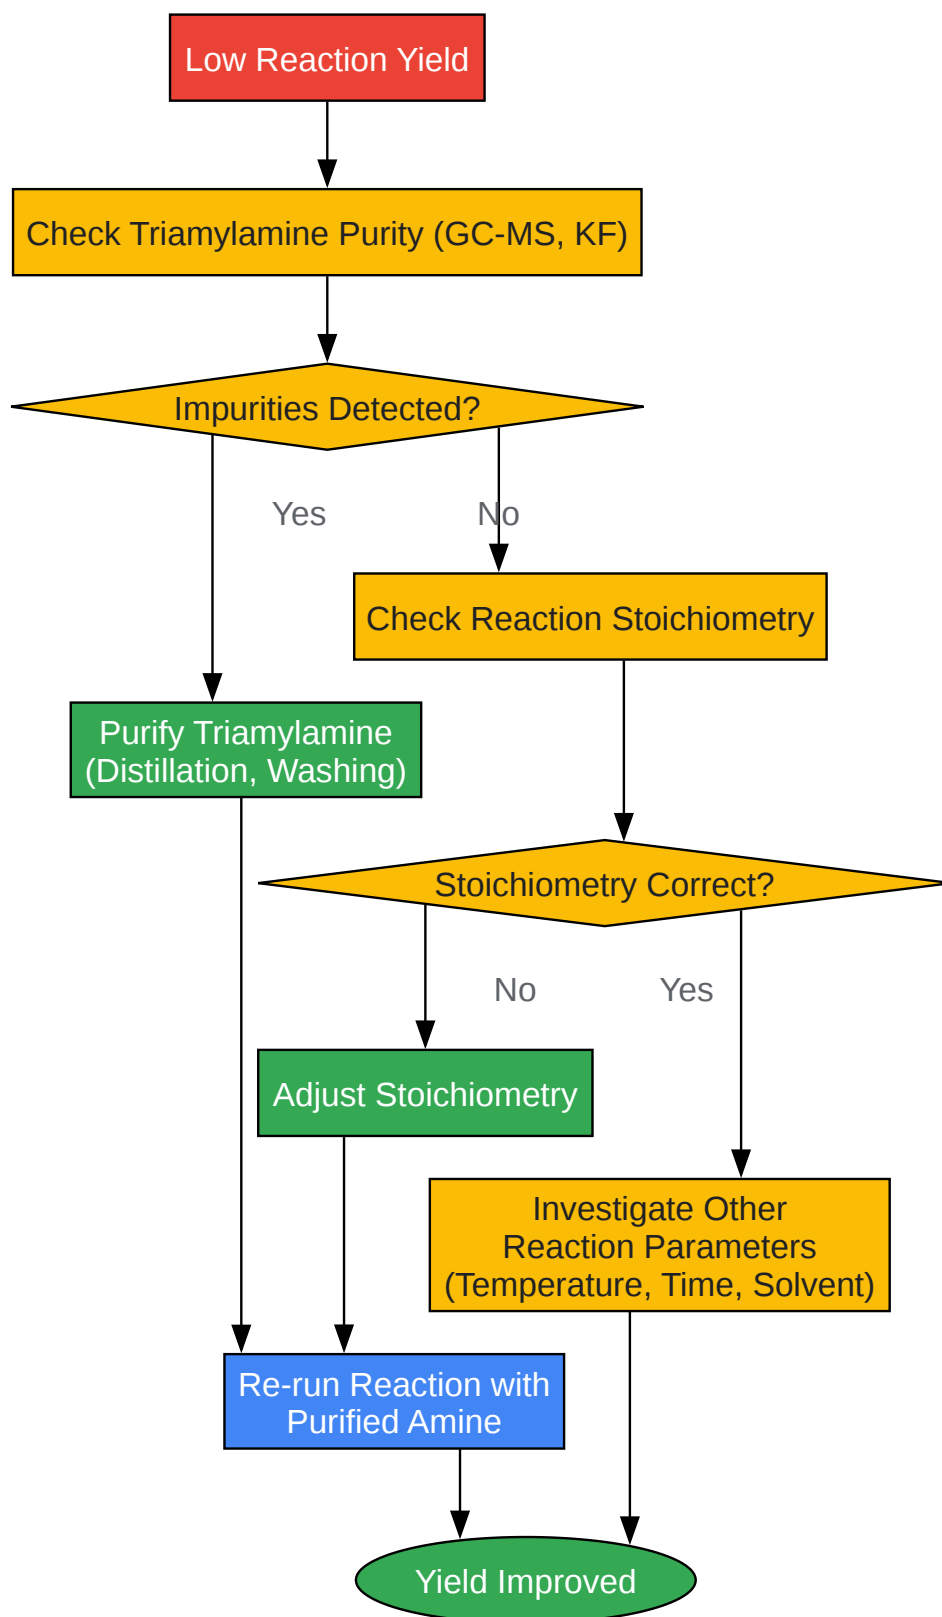 Low Reaction Yield
Check Triamylamine Purity (GC-MS, KF)
Impurities Detected?
Yes
No
Check Reaction Stoichiometry
Purify Triamylamine
(Distillation, Washing)
Stoichiometry Correct?
No
Yes
Adjust Stoichiometry
Investigate Other
Reaction Parameters
(Temperature, Time, Solvent)
Re-run Reaction with
Purified Amine
Yield Improved